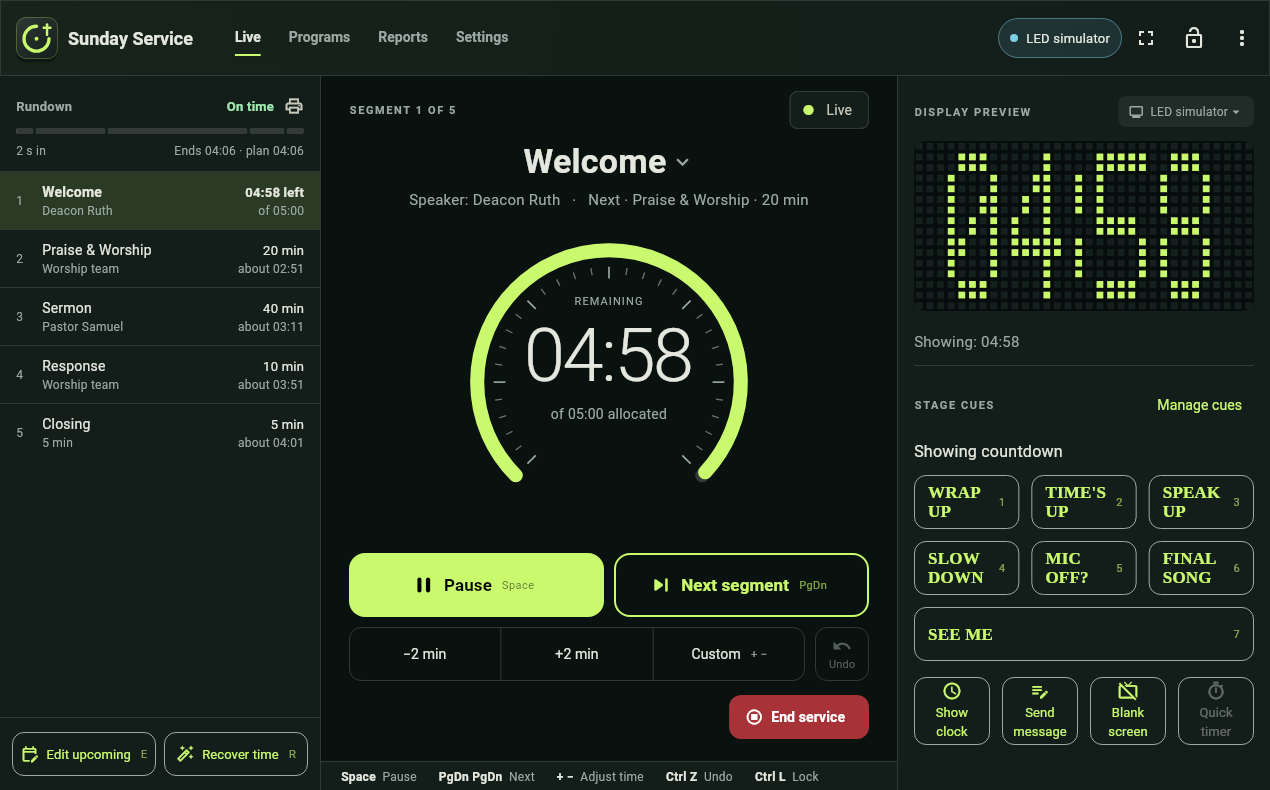 Sunday Service
Live
Programs
Reports
Settings
LED simulator
Rundown
On time
2 s in
Ends 04:06 · plan 04:06
1
Welcome
04:58 left
Deacon Ruth
of 05:00
2
Praise & Worship
20 min
Worship team
about 02:51
3
Sermon
40 min
Pastor Samuel
about 03:11
4
Response
10 min
Worship team
about 03:51
5
Closing
5 min
5 min
about 04:01
Edit upcoming E
Recover time R
SEGMENT 1 OF 5
Live
Welcome
Speaker: Deacon Ruth · Next · Praise & Worship · 20 min
REMAINING
04:58
of 05:00 allocated
Pause Space
Next segment PgDn
−2 min
+2 min
Custom + −
Undo
End service
Space Pause
PgDn PgDn Next
+ − Adjust time
Ctrl Z Undo
Ctrl L Lock
DISPLAY PREVIEW
LED simulator
04:58
Showing: 04:58
STAGE CUES
Manage cues
Showing countdown
WRAP
UP
1
TIME'S
UP
2
SPEAK
UP
3
SLOW
DOWN
4
MIC
OFF?
5
FINAL
SONG
6
SEE ME
7
Show
clock
Send
message
Blank
screen
Quick
timer